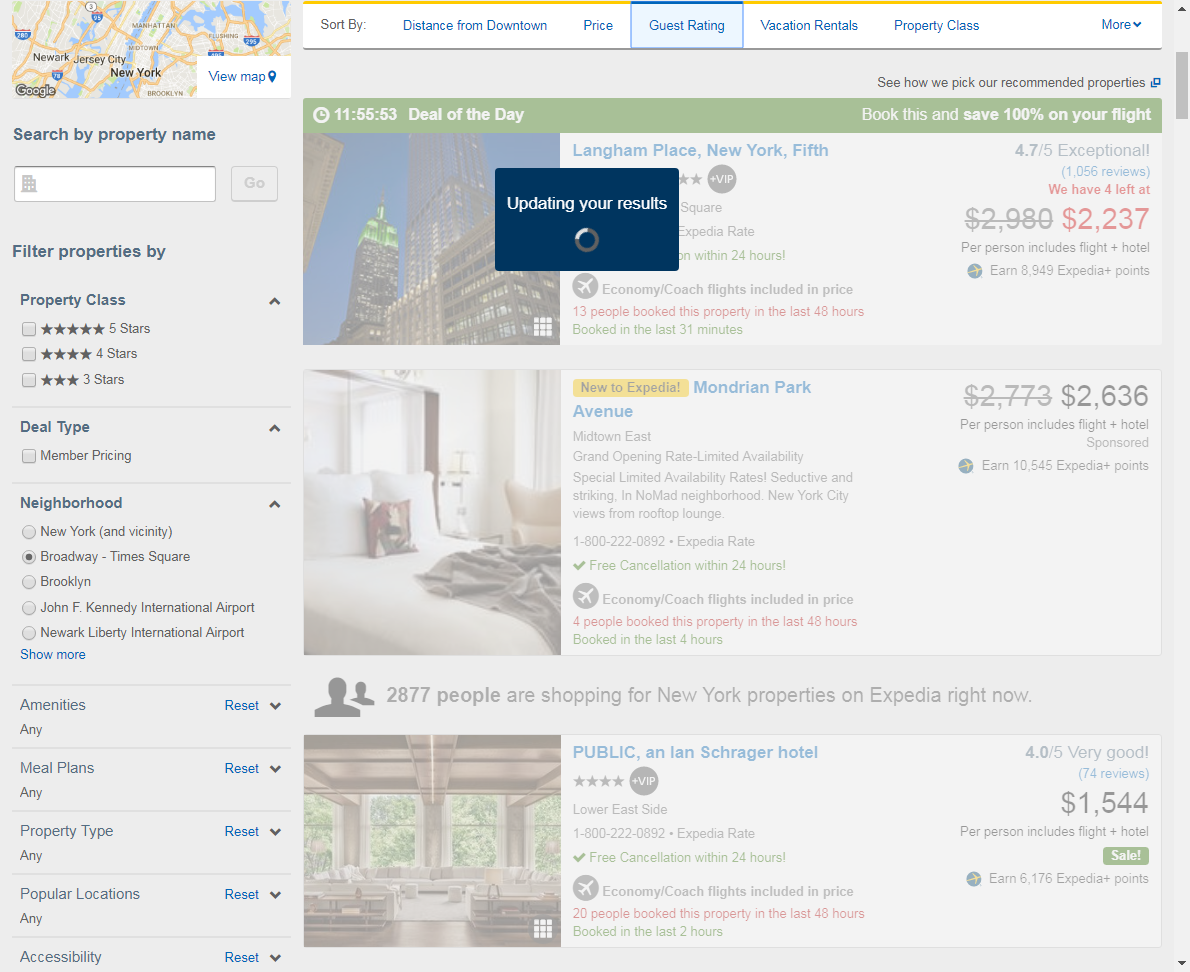 MANHATTAN
FLUSHING
280
3
95
295
495
Newark
Jersey City
MIDTOWN
78
New York
BROOKLYN
Google
View map
Search by property name
Go
Filter properties by
Property Class
5 Stars
4 Stars
3 Stars
Deal Type
Member Pricing
Neighborhood
New York (and vicinity)
Broadway - Times Square
Brooklyn
John F. Kennedy International Airport
Newark Liberty International Airport
Show more
Amenities Reset
Any
Meal Plans Reset
Any
Property Type Reset
Any
Popular Locations Reset
Any
Accessibility Reset
Sort By: Distance from Downtown Price Guest Rating Vacation Rentals Property Class More
See how we pick our recommended properties
11:55:53 Deal of the Day Book this and save 100% on your flight
Langham Place, New York, Fifth
+VIP
Square
Expedia Rate
on within 24 hours!
Economy/Coach flights included in price
13 people booked this property in the last 48 hours
Booked in the last 31 minutes
4.7/5 Exceptional!
(1,056 reviews)
We have 4 left at
$2,980 $2,237
Per person includes flight + hotel
Earn 8,949 Expedia+ points
Updating your results
New to Expedia! Mondrian Park
Avenue
Midtown East
Grand Opening Rate-Limited Availability
Special Limited Availability Rates! Seductive and
striking, In NoMad neighborhood. New York City
views from rooftop lounge.
1-800-222-0892 • Expedia Rate
Free Cancellation within 24 hours!
Economy/Coach flights included in price
4 people booked this property in the last 48 hours
Booked in the last 4 hours
$2,773 $2,636
Per person includes flight + hotel
Sponsored
Earn 10,545 Expedia+ points
2877 people are shopping for New York properties on Expedia right now.
PUBLIC, an Ian Schrager hotel
+VIP
Lower East Side
1-800-222-0892 • Expedia Rate
Free Cancellation within 24 hours!
Economy/Coach flights included in price
20 people booked this property in the last 48 hours
Booked in the last 2 hours
4.0/5 Very good!
(74 reviews)
$1,544
Per person includes flight + hotel
Sale!
Earn 6,176 Expedia+ points